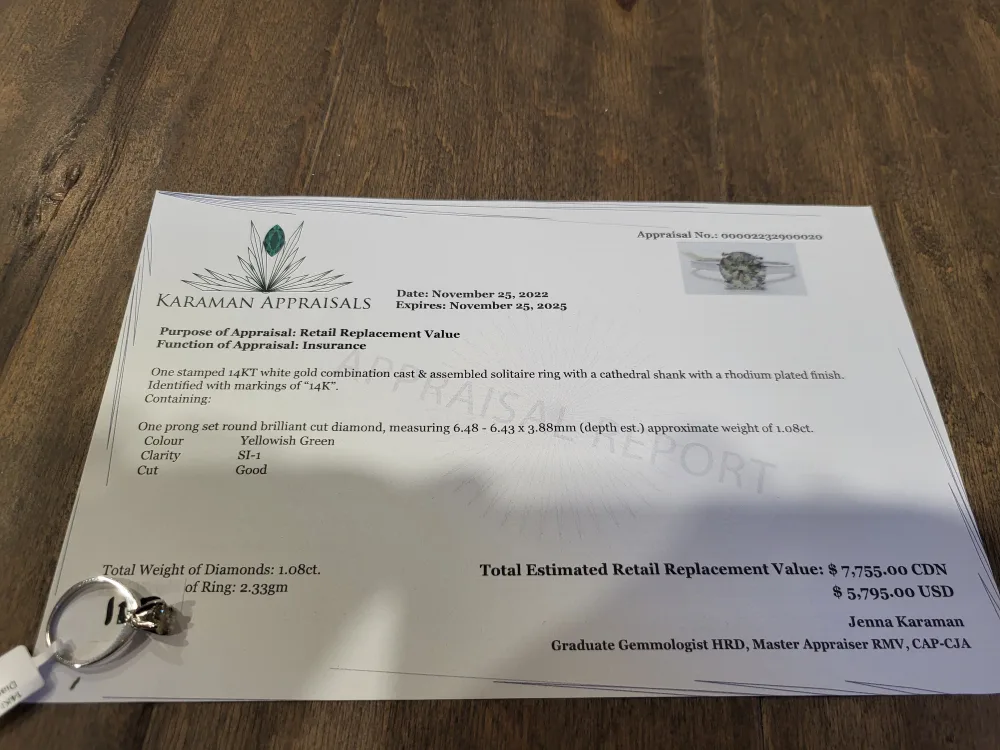 Appraisal No.: 00002232900020
KARAMAN APPRAISALS
Date: November 25, 2022
Expires: November 25, 2025
Purpose of Appraisal: Retail Replacement Value
Function of Appraisal: Insurance
One stamped 14KT white gold combination cast & assembled solitaire ring with a cathedral shank with a rhodium plated finish.
Identified with markings of “14K”.
Containing:
APPRAISAL REPORT
One prong set round brilliant cut diamond, measuring 6.48 - 6.43 x 3.88mm (depth est.) approximate weight of 1.08ct.
Colour Yellowish Green
Clarity SI-1
Cut Good
Total Weight of Diamonds: 1.08ct.
of Ring: 2.33gm
Total Estimated Retail Replacement Value: $ 7,755.00 CDN
$ 5,795.00 USD
Jenna Karaman
Graduate Gemmologist HRD, Master Appraiser RMV, CAP-CJA